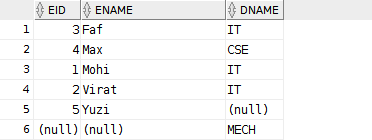 EID ENAME DNAME
1 3 Faf IT
2 4 Max CSE
3 1 Mohi IT
4 2 Virat IT
5 5 Yuzi (null)
6 (null) (null) MECH